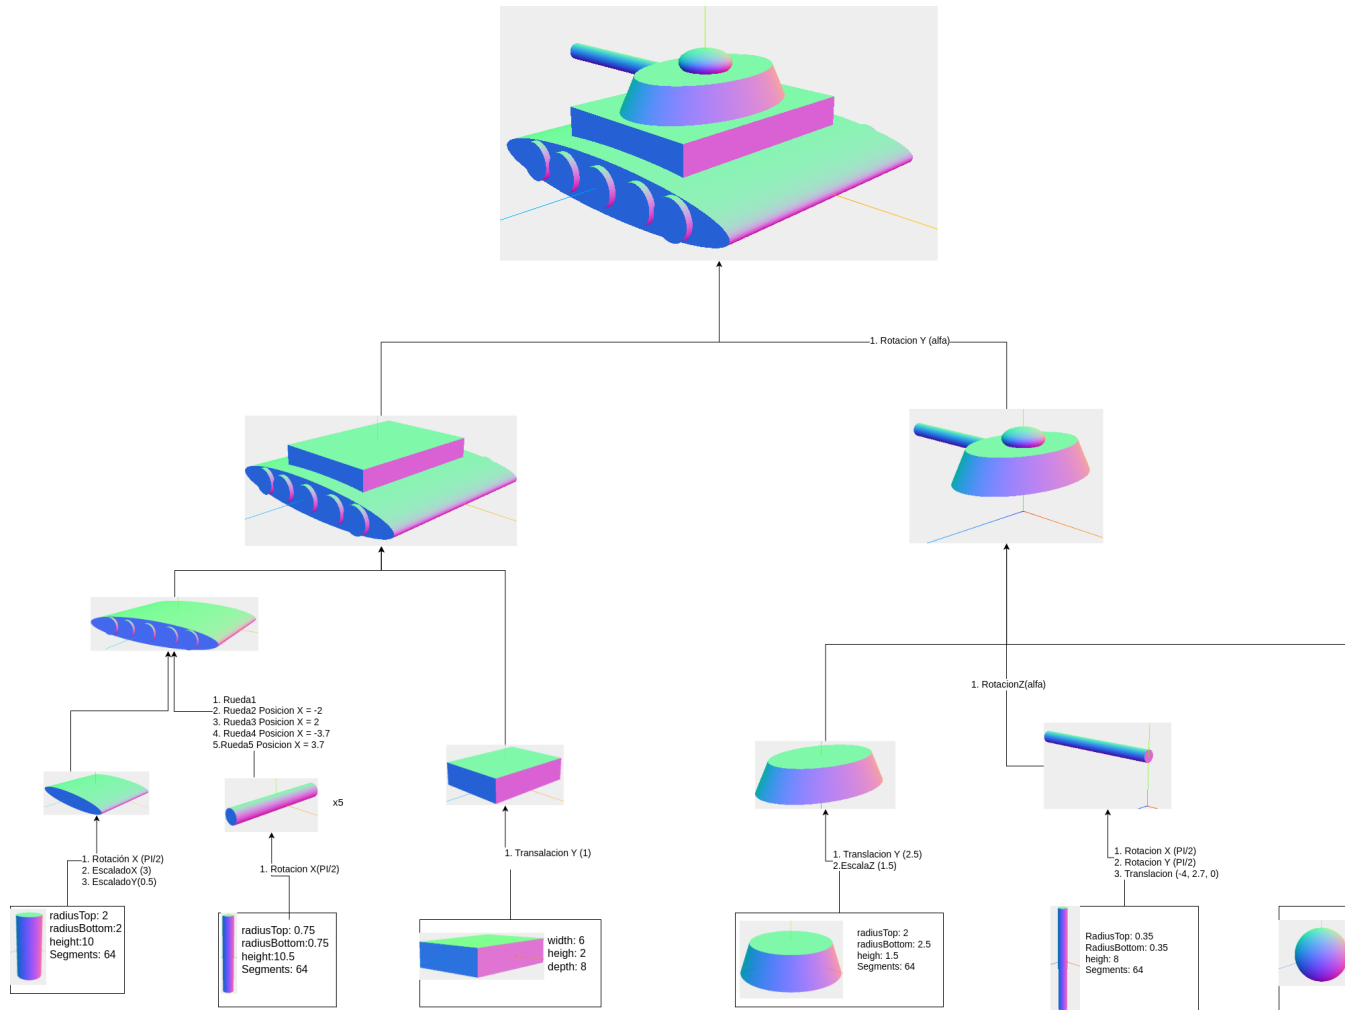 1. Rotacion Y (alfa)
1. RotacionZ(alfa)
1. Rueda1
2. Rueda2 Posicion X = -2
3. Rueda3 Posicion X = 2
4. Rueda4 Posicion X = -3.7
5.Rueda5 Posicion X = 3.7
x5
1. Rotación X (PI/2)
2. EscaladoX (3)
3. EscaladoY(0.5)
1. Rotacion X(PI/2)
1. Transalacion Y (1)
1. Translacion Y (2.5)
2.EscalaZ (1.5)
1. Rotacion X (PI/2)
2. Rotacion Y (PI/2)
3. Translacion (-4, 2.7, 0)
radiusTop: 2
radiusBottom:2
height:10
Segments: 64
radiusTop: 0.75
radiusBottom:0.75
height:10.5
Segments: 64
width: 6
heigh: 2
depth: 8
radiusTop: 2
radiusBottom: 2.5
heigh: 1.5
Segments: 64
RadiusTop: 0.35
RadiusBottom: 0.35
heigh: 8
Segments: 64